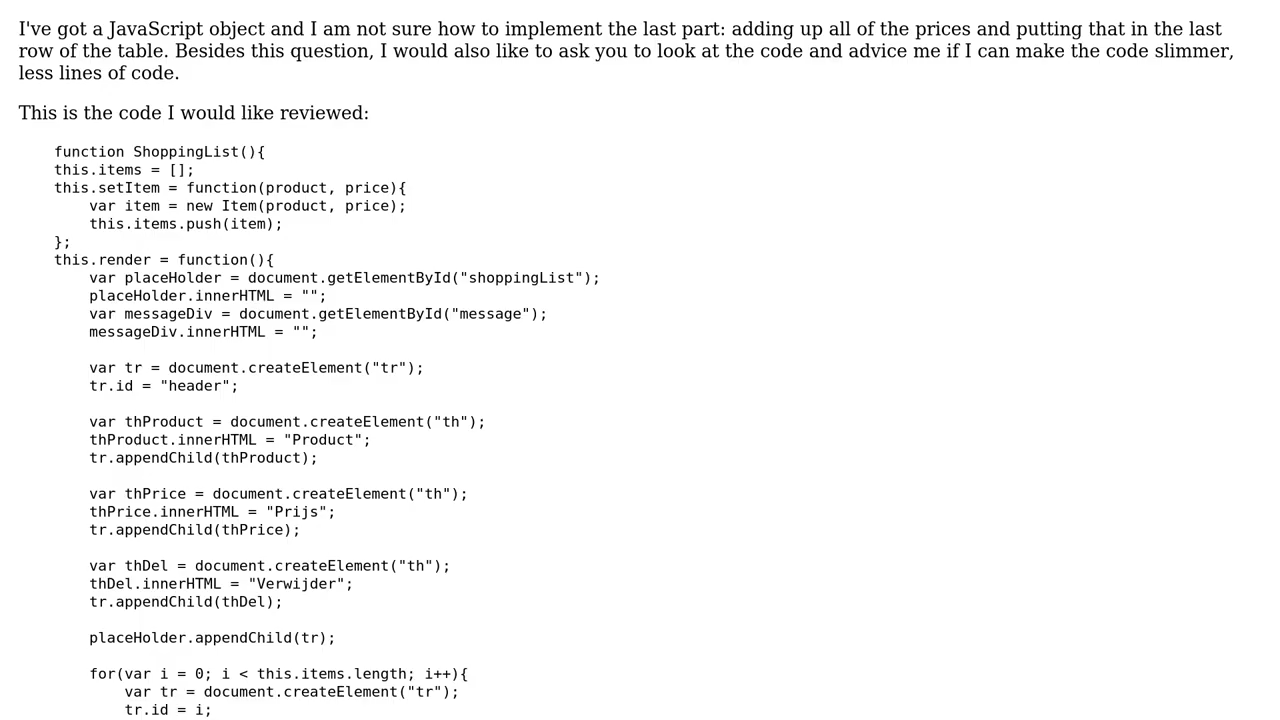 I've got a JavaScript object and I am not sure how to implement the last part: adding up all of the prices and putting that in the last
row of the table. Besides this question, I would also like to ask you to look at the code and advice me if I can make the code slimmer,
less lines of code.
This is the code I would like reviewed:
function ShoppingList(){
this.items = [];
this.setItem = function(product, price){
    var item = new Item(product, price);
    this.items.push(item);
};
this.render = function(){
    var placeHolder = document.getElementById("shoppingList");
    placeHolder.innerHTML = "";
    var messageDiv = document.getElementById("message");
    messageDiv.innerHTML = "";

    var tr = document.createElement("tr");
    tr.id = "header";

    var thProduct = document.createElement("th");
    thProduct.innerHTML = "Product";
    tr.appendChild(thProduct);

    var thPrice = document.createElement("th");
    thPrice.innerHTML = "Prijs";
    tr.appendChild(thPrice);

    var thDel = document.createElement("th");
    thDel.innerHTML = "Verwijder";
    tr.appendChild(thDel);

    placeHolder.appendChild(tr);

    for(var i = 0; i < this.items.length; i++){
        var tr = document.createElement("tr");
        tr.id = i;